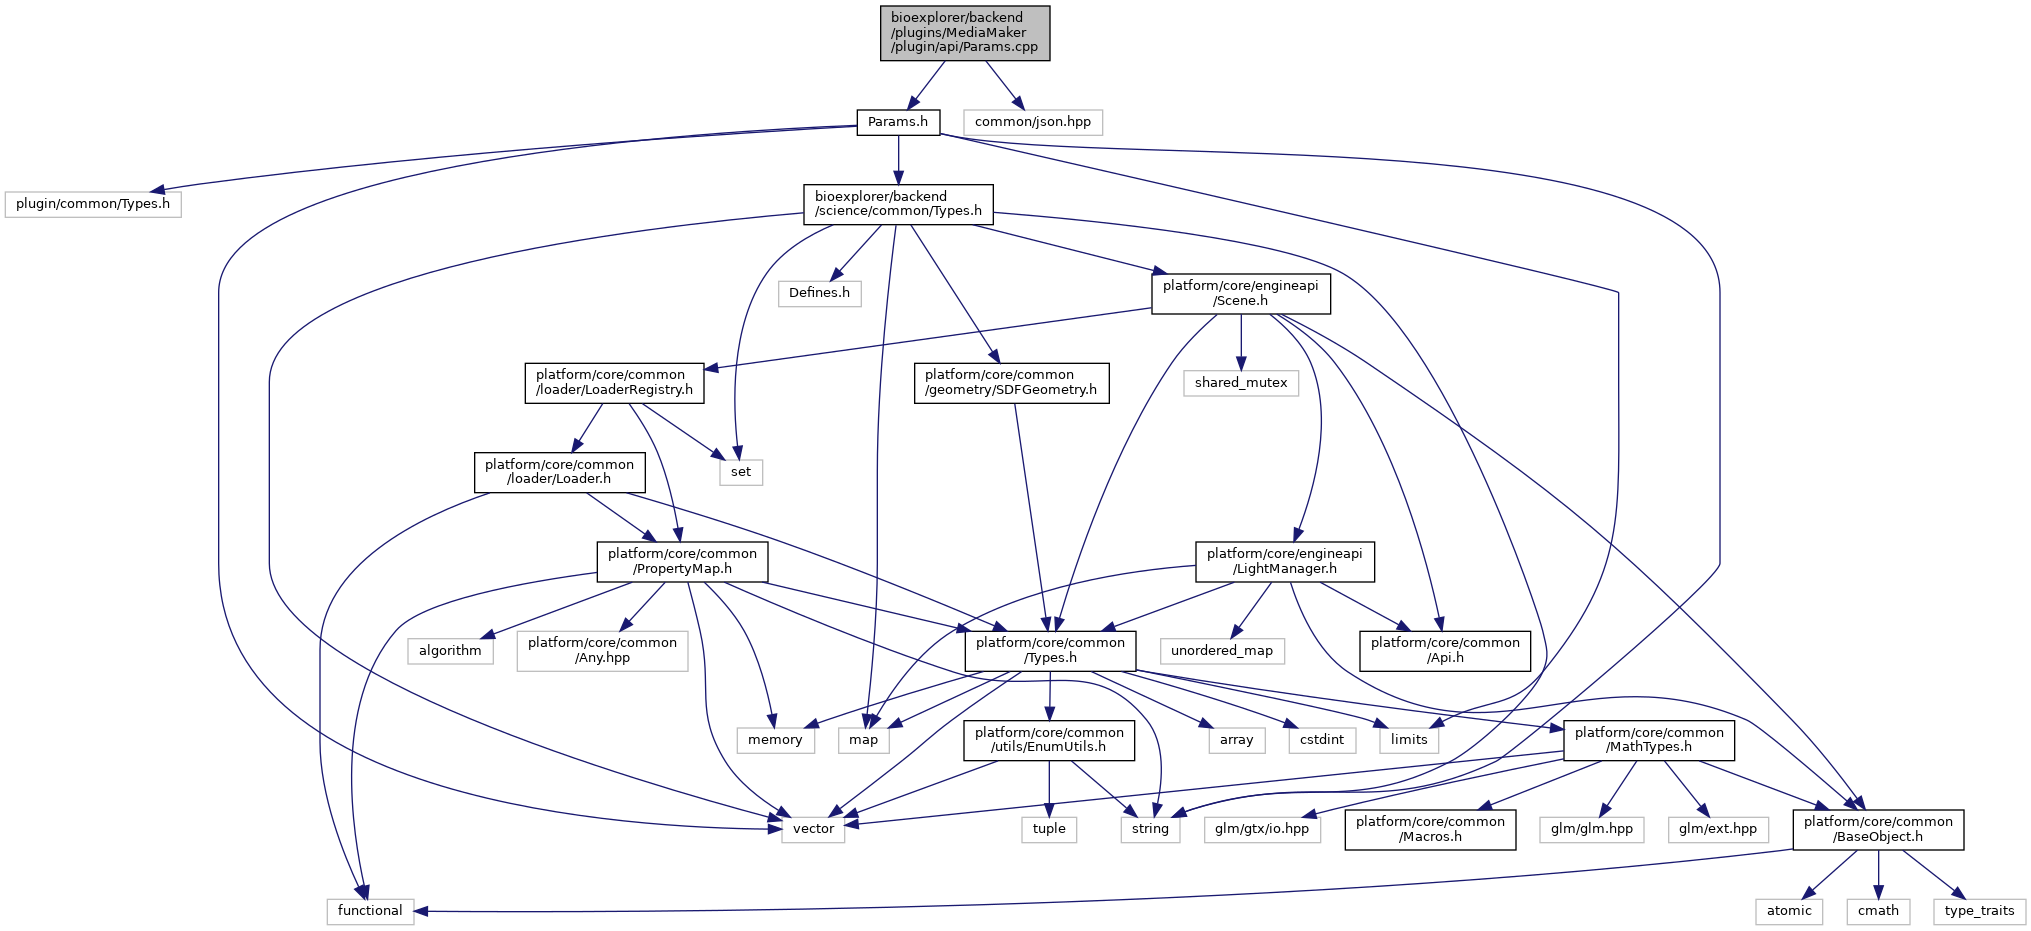 bioexplorer/backend
/plugins/MediaMaker
/plugin/api/Params.cpp
Params.h
common/json.hpp
plugin/common/Types.h
bioexplorer/backend
/science/common/Types.h
Defines.h
platform/core/engineapi
/Scene.h
platform/core/common
/loader/LoaderRegistry.h
platform/core/common
/geometry/SDFGeometry.h
shared_mutex
platform/core/common
/loader/Loader.h
set
platform/core/common
/PropertyMap.h
platform/core/engineapi
/LightManager.h
algorithm
platform/core/common
/Any.hpp
platform/core/common
/Types.h
unordered_map
platform/core/common
/Api.h
memory
map
platform/core/common
/utils/EnumUtils.h
array
cstdint
limits
platform/core/common
/MathTypes.h
vector
tuple
string
glm/gtx/io.hpp
platform/core/common
/Macros.h
glm/glm.hpp
glm/ext.hpp
platform/core/common
/BaseObject.h
functional
atomic
cmath
type_traits